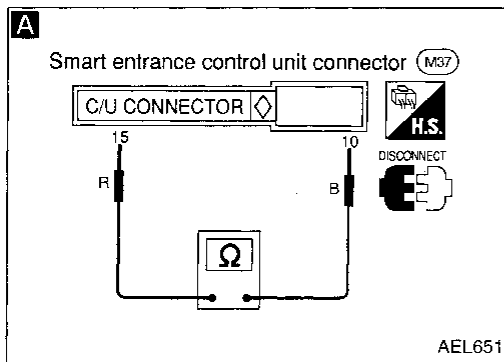 A
Smart entrance control unit connector M37
C/U CONNECTOR
H.S.
15
10
DISCONNECT
R
B
Ω
AEL651